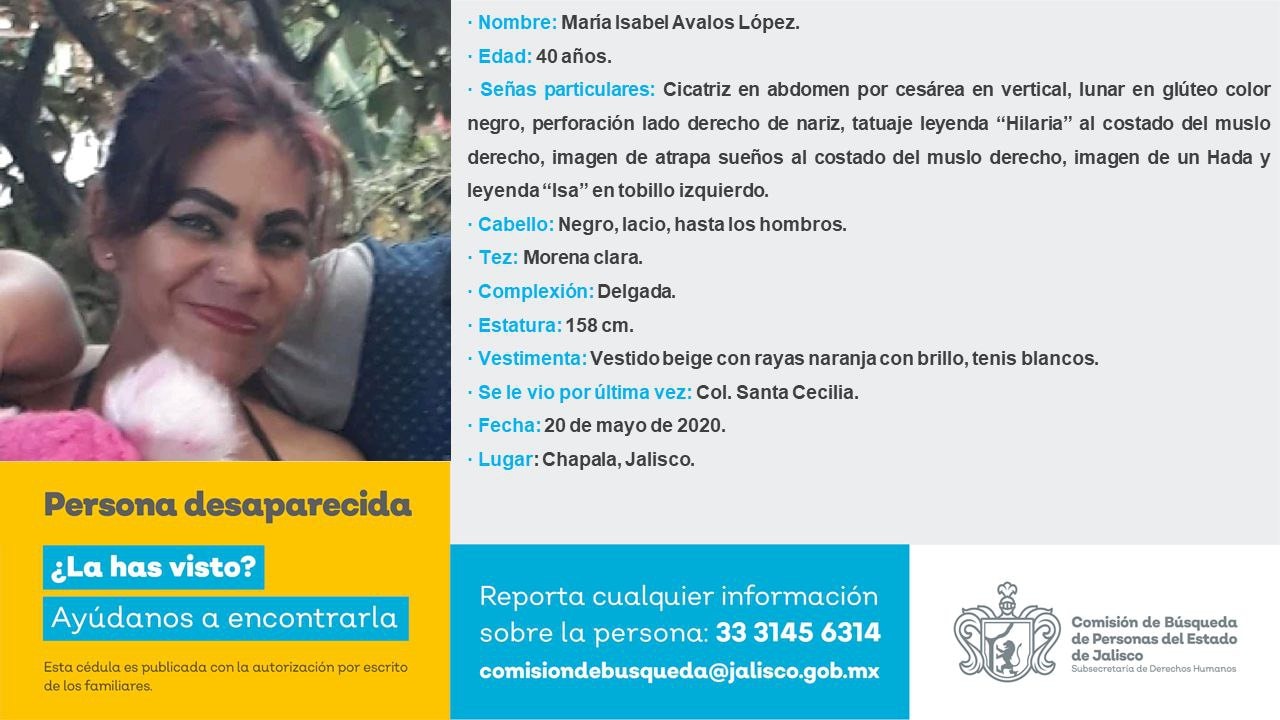 · Nombre: María Isabel Avalos López.
· Edad: 40 años.
· Señas particulares: Cicatriz en abdomen por cesárea en vertical, lunar en glúteo color
negro, perforación lado derecho de nariz, tatuaje leyenda “Hilaria” al costado del muslo
derecho, imagen de atrapa sueños al costado del muslo derecho, imagen de un Hada y
leyenda “Isa” en tobillo izquierdo.
· Cabello: Negro, lacio, hasta los hombros.
· Tez: Morena clara.
· Complexión: Delgada.
· Estatura: 158 cm.
· Vestimenta: Vestido beige con rayas naranja con brillo, tenis blancos.
· Se le vio por última vez: Col. Santa Cecilia.
· Fecha: 20 de mayo de 2020.
· Lugar: Chapala, Jalisco.
Persona desaparecida
¿La has visto?
Ayúdanos a encontrarla
Esta cédula es publicada con la autorización por escrito
de los familiares.
Reporta cualquier información
sobre la persona: 33 3145 6314
comisiondebusqueda@jalisco.gob.mx
Comisión de Búsqueda
de Personas del Estado
de Jalisco
Subsecretaría de Derechos Humanos